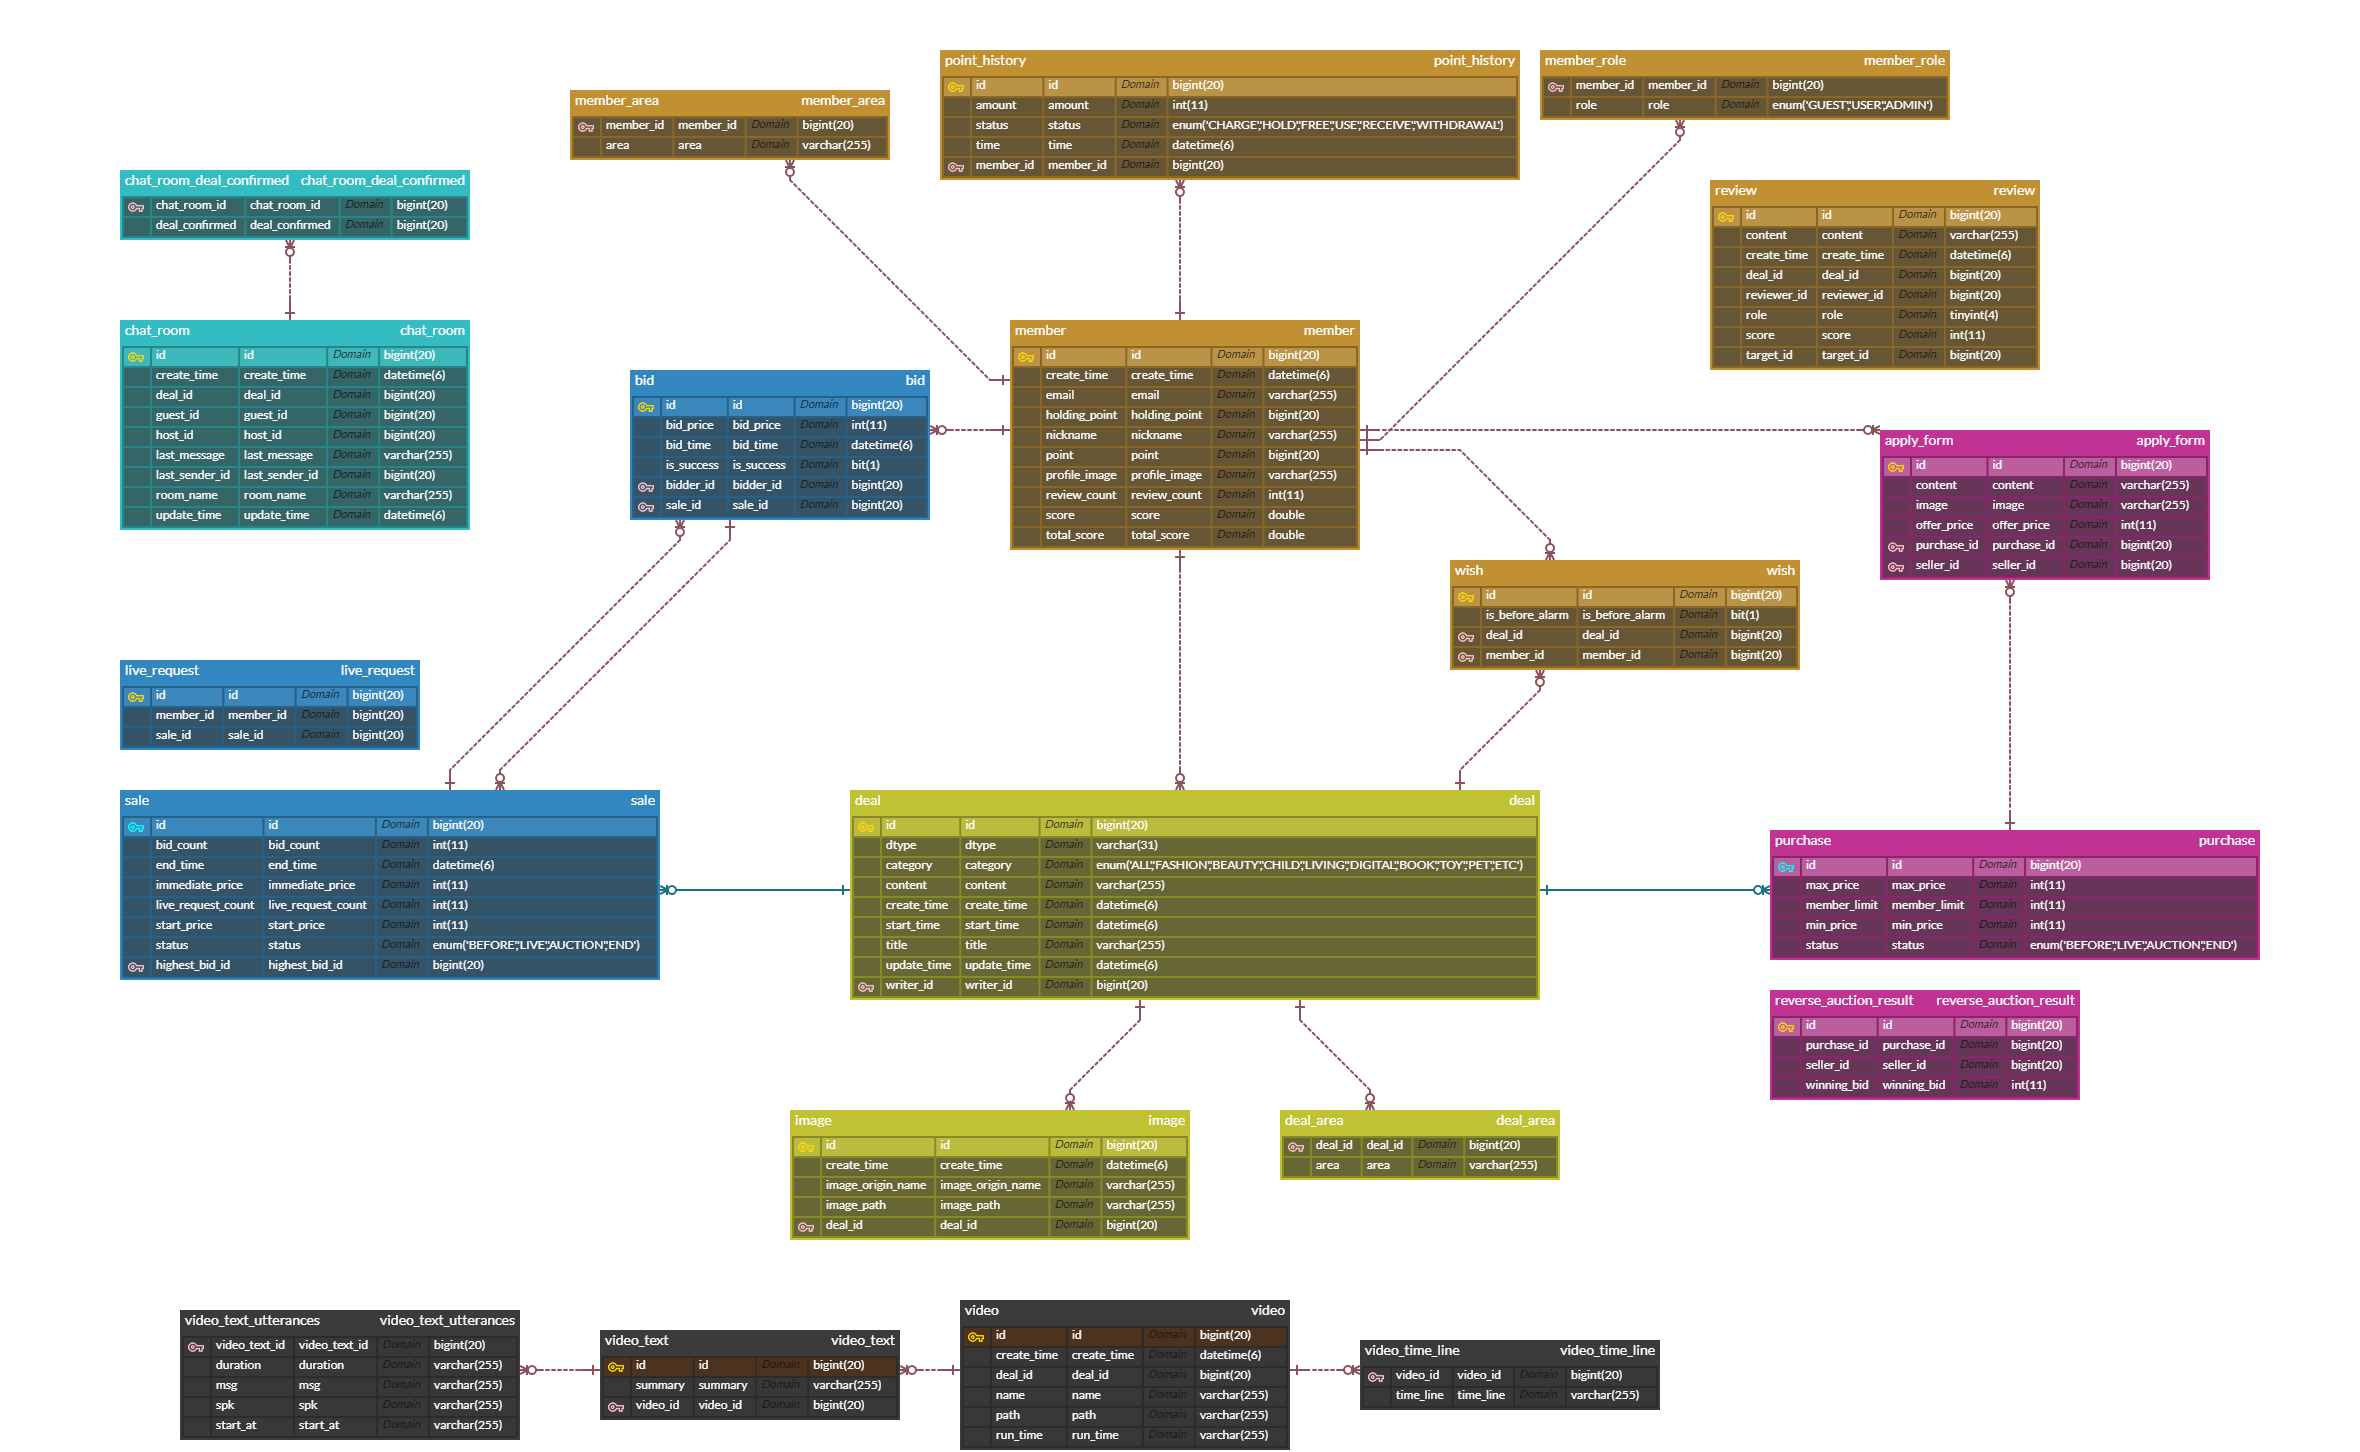 point_history point_history
id id Domain bigint(20)
amount amount Domain int(11)
status status Domain enum('CHARGE','HOLD','FREE','USE','RECEIVE','WITHDRAWAL')
time time Domain datetime(6)
member_id member_id Domain bigint(20)
member_role member_role
member_id member_id Domain bigint(20)
role role Domain enum('GUEST','USER','ADMIN')
member_area member_area
member_id member_id Domain bigint(20)
area area Domain varchar(255)
chat_room_deal_confirmed chat_room_deal_confirmed
chat_room_id chat_room_id Domain bigint(20)
deal_confirmed deal_confirmed Domain bigint(20)
review review
id id Domain bigint(20)
content content Domain varchar(255)
create_time create_time Domain datetime(6)
deal_id deal_id Domain bigint(20)
reviewer_id reviewer_id Domain bigint(20)
role role Domain tinyint(4)
score score Domain int(11)
target_id target_id Domain bigint(20)
chat_room chat_room
id id Domain bigint(20)
create_time create_time Domain datetime(6)
deal_id deal_id Domain bigint(20)
guest_id guest_id Domain bigint(20)
host_id host_id Domain bigint(20)
last_message last_message Domain varchar(255)
last_sender_id last_sender_id Domain bigint(20)
room_name room_name Domain varchar(255)
update_time update_time Domain datetime(6)
bid bid
id id Domain bigint(20)
bid_price bid_price Domain int(11)
bid_time bid_time Domain datetime(6)
is_success is_success Domain bit(1)
bidder_id bidder_id Domain bigint(20)
sale_id sale_id Domain bigint(20)
member member
id id Domain bigint(20)
create_time create_time Domain datetime(6)
email email Domain varchar(255)
holding_point holding_point Domain bigint(20)
nickname nickname Domain varchar(255)
point point Domain bigint(20)
profile_image profile_image Domain varchar(255)
review_count review_count Domain int(11)
score score Domain double
total_score total_score Domain double
apply_form apply_form
id id Domain bigint(20)
content content Domain varchar(255)
image image Domain varchar(255)
offer_price offer_price Domain int(11)
purchase_id purchase_id Domain bigint(20)
seller_id seller_id Domain bigint(20)
wish wish
id id Domain bigint(20)
is_before_alarm is_before_alarm Domain bit(1)
deal_id deal_id Domain bigint(20)
member_id member_id Domain bigint(20)
live_request live_request
id id Domain bigint(20)
member_id member_id Domain bigint(20)
sale_id sale_id Domain bigint(20)
sale sale
id id Domain bigint(20)
bid_count bid_count Domain int(11)
end_time end_time Domain datetime(6)
immediate_price immediate_price Domain int(11)
live_request_count live_request_count Domain int(11)
start_price start_price Domain int(11)
status status Domain enum('BEFORE','LIVE','AUCTION','END')
highest_bid_id highest_bid_id Domain bigint(20)
deal deal
id id Domain bigint(20)
dtype dtype Domain varchar(31)
category category Domain enum('ALL','FASHION','BEAUTY','CHILD','LIVING','DIGITAL','BOOK','TOY','PET','ETC')
content content Domain varchar(255)
create_time create_time Domain datetime(6)
start_time start_time Domain datetime(6)
title title Domain varchar(255)
update_time update_time Domain datetime(6)
writer_id writer_id Domain bigint(20)
purchase purchase
id id Domain bigint(20)
max_price max_price Domain int(11)
member_limit member_limit Domain int(11)
min_price min_price Domain int(11)
status status Domain enum('BEFORE','LIVE','AUCTION','END')
reverse_auction_result reverse_auction_result
id id Domain bigint(20)
purchase_id purchase_id Domain bigint(20)
seller_id seller_id Domain bigint(20)
winning_bid winning_bid Domain int(11)
image image
id id Domain bigint(20)
create_time create_time Domain datetime(6)
image_origin_name image_origin_name Domain varchar(255)
image_path image_path Domain varchar(255)
deal_id deal_id Domain bigint(20)
deal_area deal_area
deal_id deal_id Domain bigint(20)
area area Domain varchar(255)
video_text_utterances video_text_utterances
video_text_id video_text_id Domain bigint(20)
duration duration Domain varchar(255)
msg msg Domain varchar(255)
spk spk Domain varchar(255)
start_at start_at Domain varchar(255)
video_text video_text
id id Domain bigint(20)
summary summary Domain varchar(255)
video_id video_id Domain bigint(20)
video video
id id Domain bigint(20)
create_time create_time Domain datetime(6)
deal_id deal_id Domain bigint(20)
name name Domain varchar(255)
path path Domain varchar(255)
run_time run_time Domain varchar(255)
video_time_line video_time_line
video_id video_id Domain bigint(20)
time_line time_line Domain varchar(255)